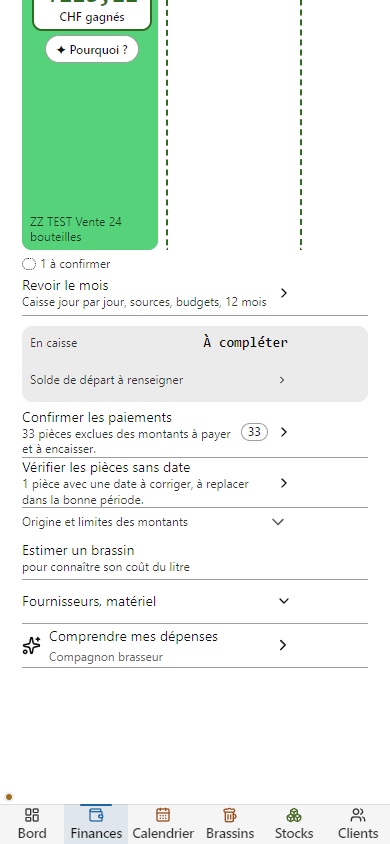 CHF gagnés
✦ Pourquoi ?
ZZ TEST Vente 24
bouteilles
1 à confirmer
Revoir le mois
Caisse jour par jour, sources, budgets, 12 mois
En caisse À compléter
Solde de départ à renseigner
Confirmer les paiements
33 pièces exclues des montants à payer 33
et à encaisser.
Vérifier les pièces sans date
1 pièce avec une date à corriger, à replacer
dans la bonne période.
Origine et limites des montants
Estimer un brassin
pour connaître son coût du litre
Fournisseurs, matériel
Comprendre mes dépenses
Compagnon brasseur
Bord Finances Calendrier Brassins Stocks Clients